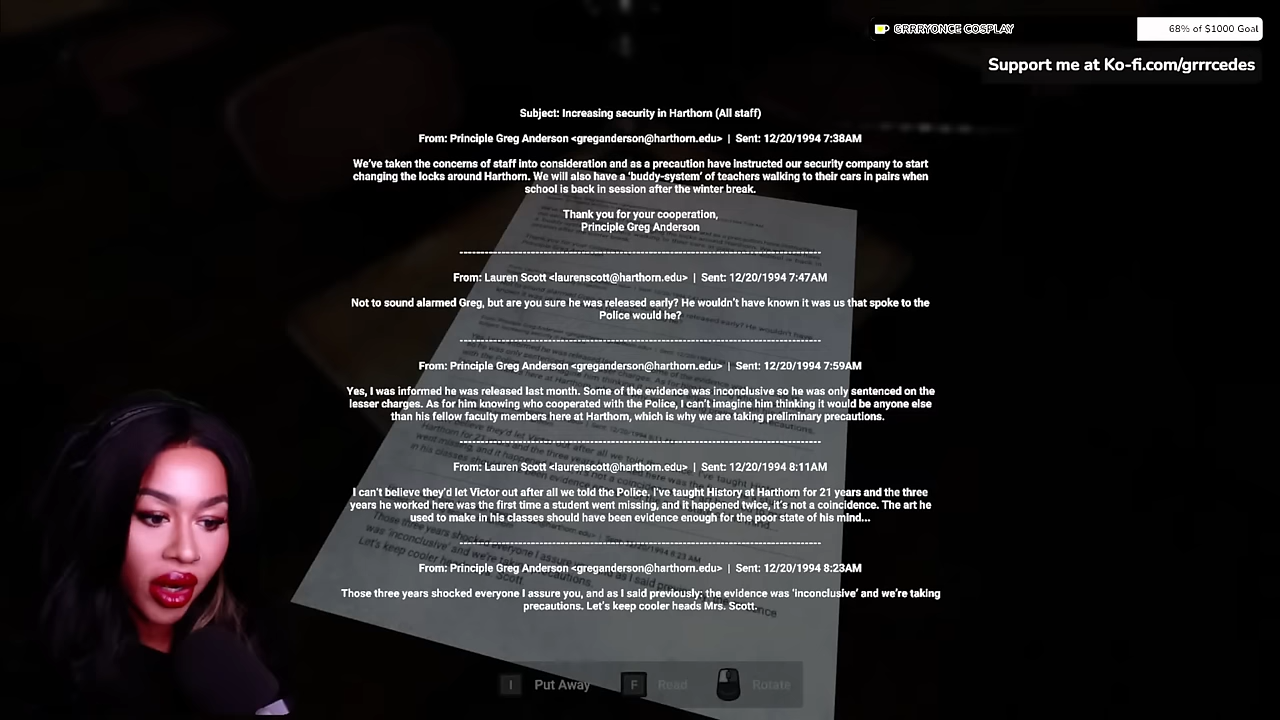 GRRRYONCE COSPLAY
68% of $1000 Goal
Support me at Ko-fi.com/grrrcedes
Subject: Increasing security in Harthorn (All staff)
From: Principle Greg Anderson <greganderson@harthorn.edu> | Sent: 12/20/1994 7:38AM
We've taken the concerns of staff into consideration and as a precaution have instructed our security company to start
changing the locks around Harthorn. We will also have a 'buddy-system' of teachers walking to their cars in pairs when
school is back in session after the winter break.
Thank you for your cooperation,
Principle Greg Anderson
From: Lauren Scott <laurenscott@harthorn.edu> | Sent: 12/20/1994 7:47AM
Not to sound alarmed Greg, but are you sure he was released early? He wouldn't have known it was us that spoke to the
Police would he?
From: Principle Greg Anderson <greganderson@harthorn.edu> | Sent: 12/20/1994 7:59AM
Yes, I was informed he was released last month. Some of the evidence was inconclusive so he was only sentenced on the
lesser charges. As for him knowing who cooperated with the Police, I can't imagine him thinking it would be anyone else
than his fellow faculty members here at Harthorn, which is why we are taking preliminary precautions.
From: Lauren Scott <laurenscott@harthorn.edu> | Sent: 12/20/1994 8:11AM
I can't believe they'd let Victor out after all we told the Police. I've taught History at Harthorn for 21 years and the three
years he worked here was the first time a student went missing, and it happened twice, it's not a coincidence. The art he
used to make in his classes should have been evidence enough for the poor state of his mind...
From: Principle Greg Anderson <greganderson@harthorn.edu> | Sent: 12/20/1994 8:23AM
Those three years shocked everyone I assure you, and as I said previously: the evidence was 'inconclusive' and we're taking
precautions. Let's keep cooler heads Mrs. Scott.
I Put Away F Read Rotate